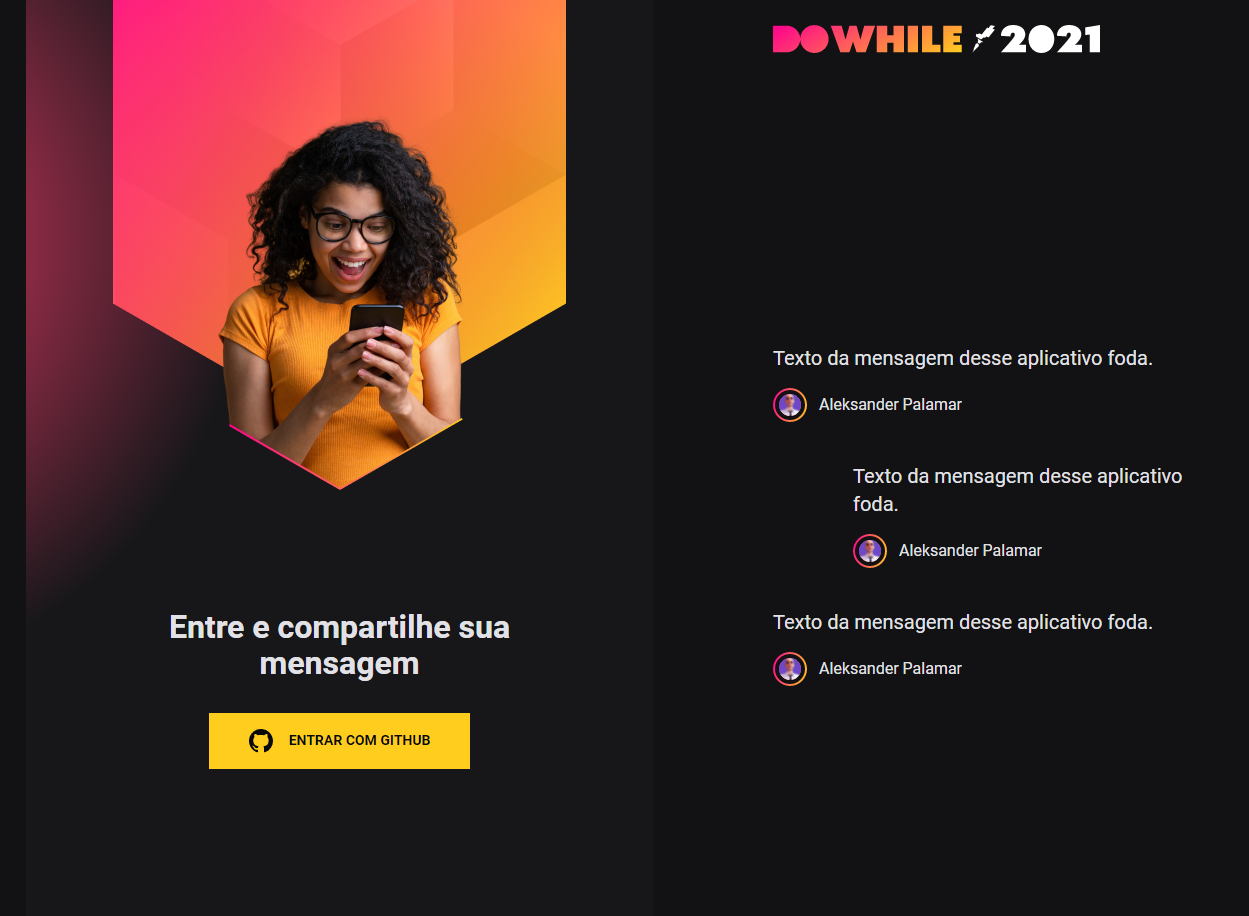 DOWHILE 2021
Texto da mensagem desse aplicativo foda.
Aleksander Palamar
Texto da mensagem desse aplicativo
foda.
Aleksander Palamar
Texto da mensagem desse aplicativo foda.
Aleksander Palamar
Entre e compartilhe sua
mensagem
ENTRAR COM GITHUB